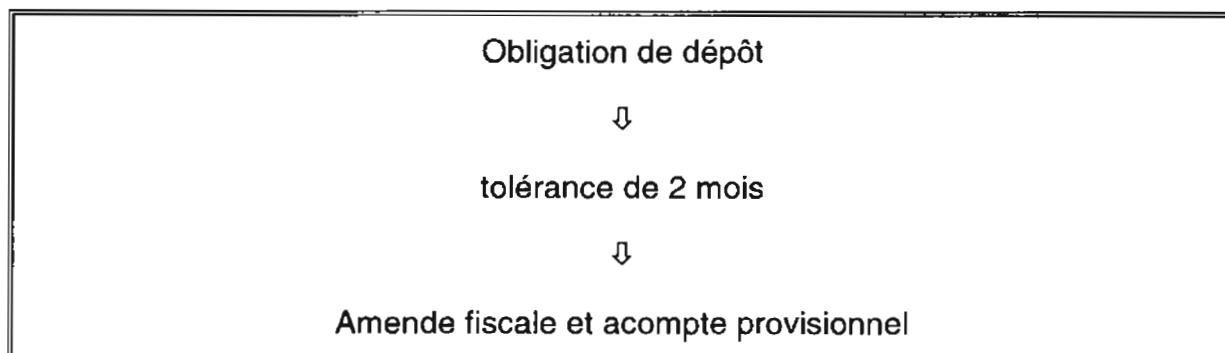 Obligation de dépôt
⇩
tolérance de 2 mois
⇩
Amende fiscale et acompte provisionnel